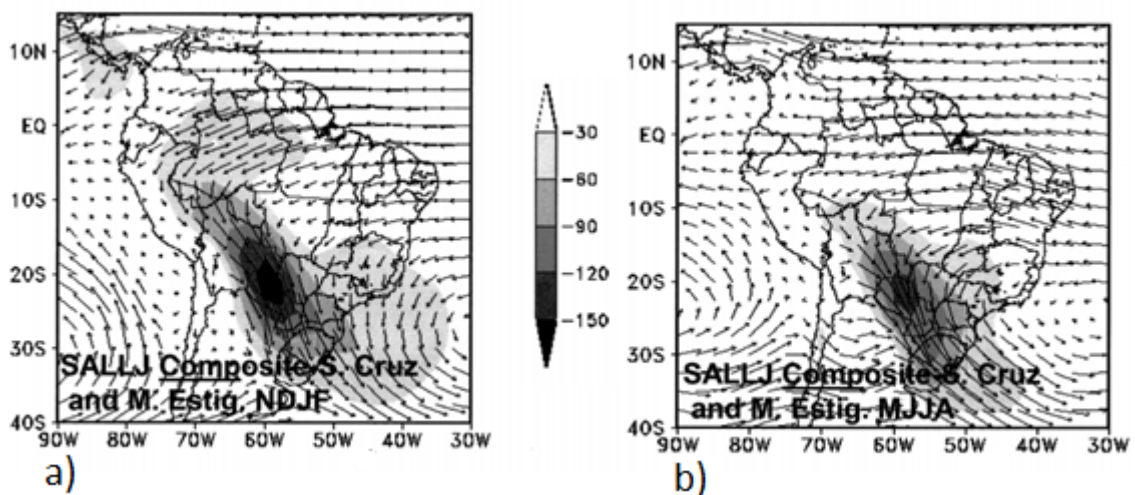 10N
EQ
10S
20S
30S
40S
SALLJ Composite-S. Cruz
and M. Estig, NDJF
90W 80W 70W 60W 50W 40W 30W
a)
-30
-60
-90
-120
-150
10N
EQ
10S
20S
30S
40S
SALLJ Composite-S. Cruz
and M. Estig. MJJA
90W 80W 70W 60W 50W 40W 30W
b)